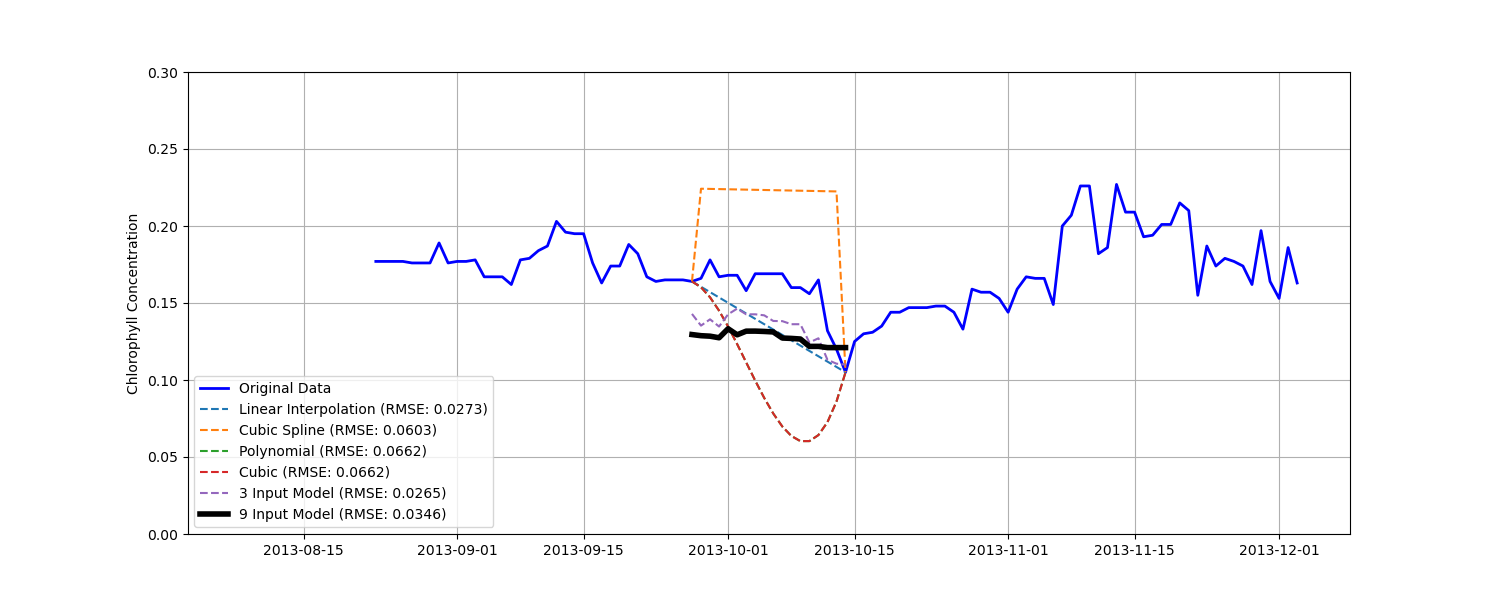 0.30
0.25
0.20
0.15
0.10
0.05
0.00
Chlorophyll Concentration
Original Data
Linear Interpolation (RMSE: 0.0273)
Cubic Spline (RMSE: 0.0603)
Polynomial (RMSE: 0.0662)
Cubic (RMSE: 0.0662)
3 Input Model (RMSE: 0.0265)
9 Input Model (RMSE: 0.0346)
2013-08-15 2013-09-01 2013-09-15 2013-10-01 2013-10-15 2013-11-01 2013-11-15 2013-12-01